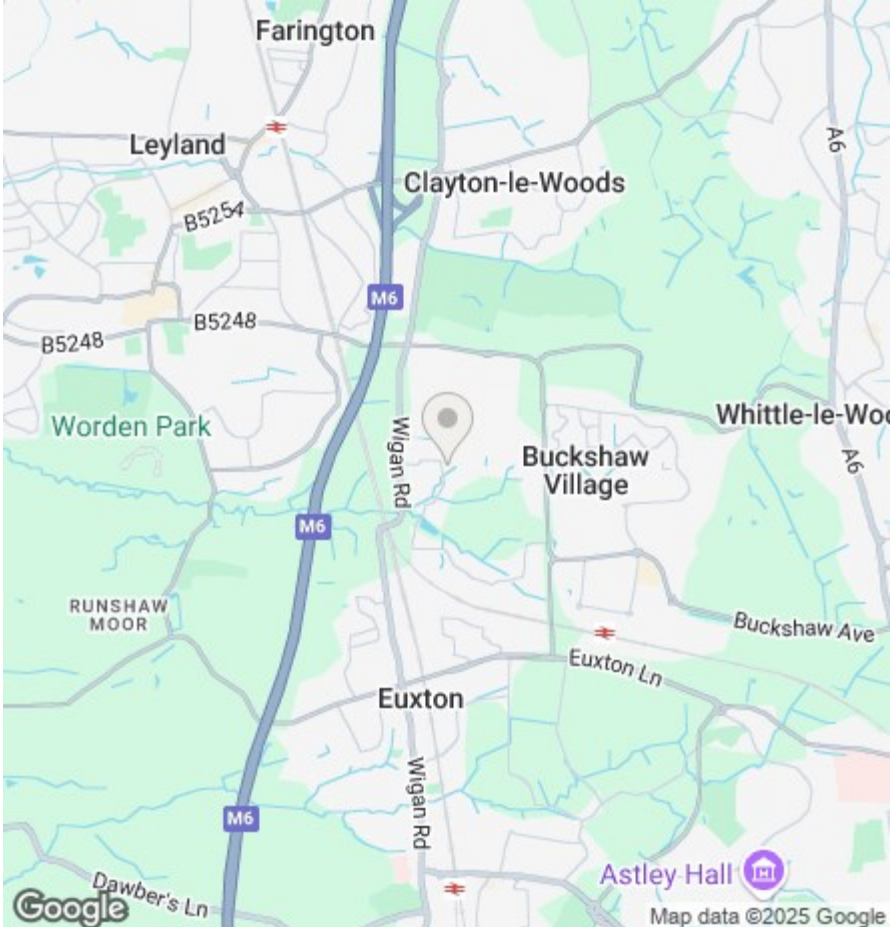 Farington
Leyland
A6
Clayton-le-Woods
B5254
M6
B5248
B5248
Worden Park
Wigan Rd
Whittle-le-Woo
Buckshaw
Village
A6
M6
RUNSHAW
MOOR
Buckshaw Ave
Euxton Ln
Euxton
Wigan Rd
M6
Astley Hall
Dawber's Ln
Google
Map data ©2025 Google